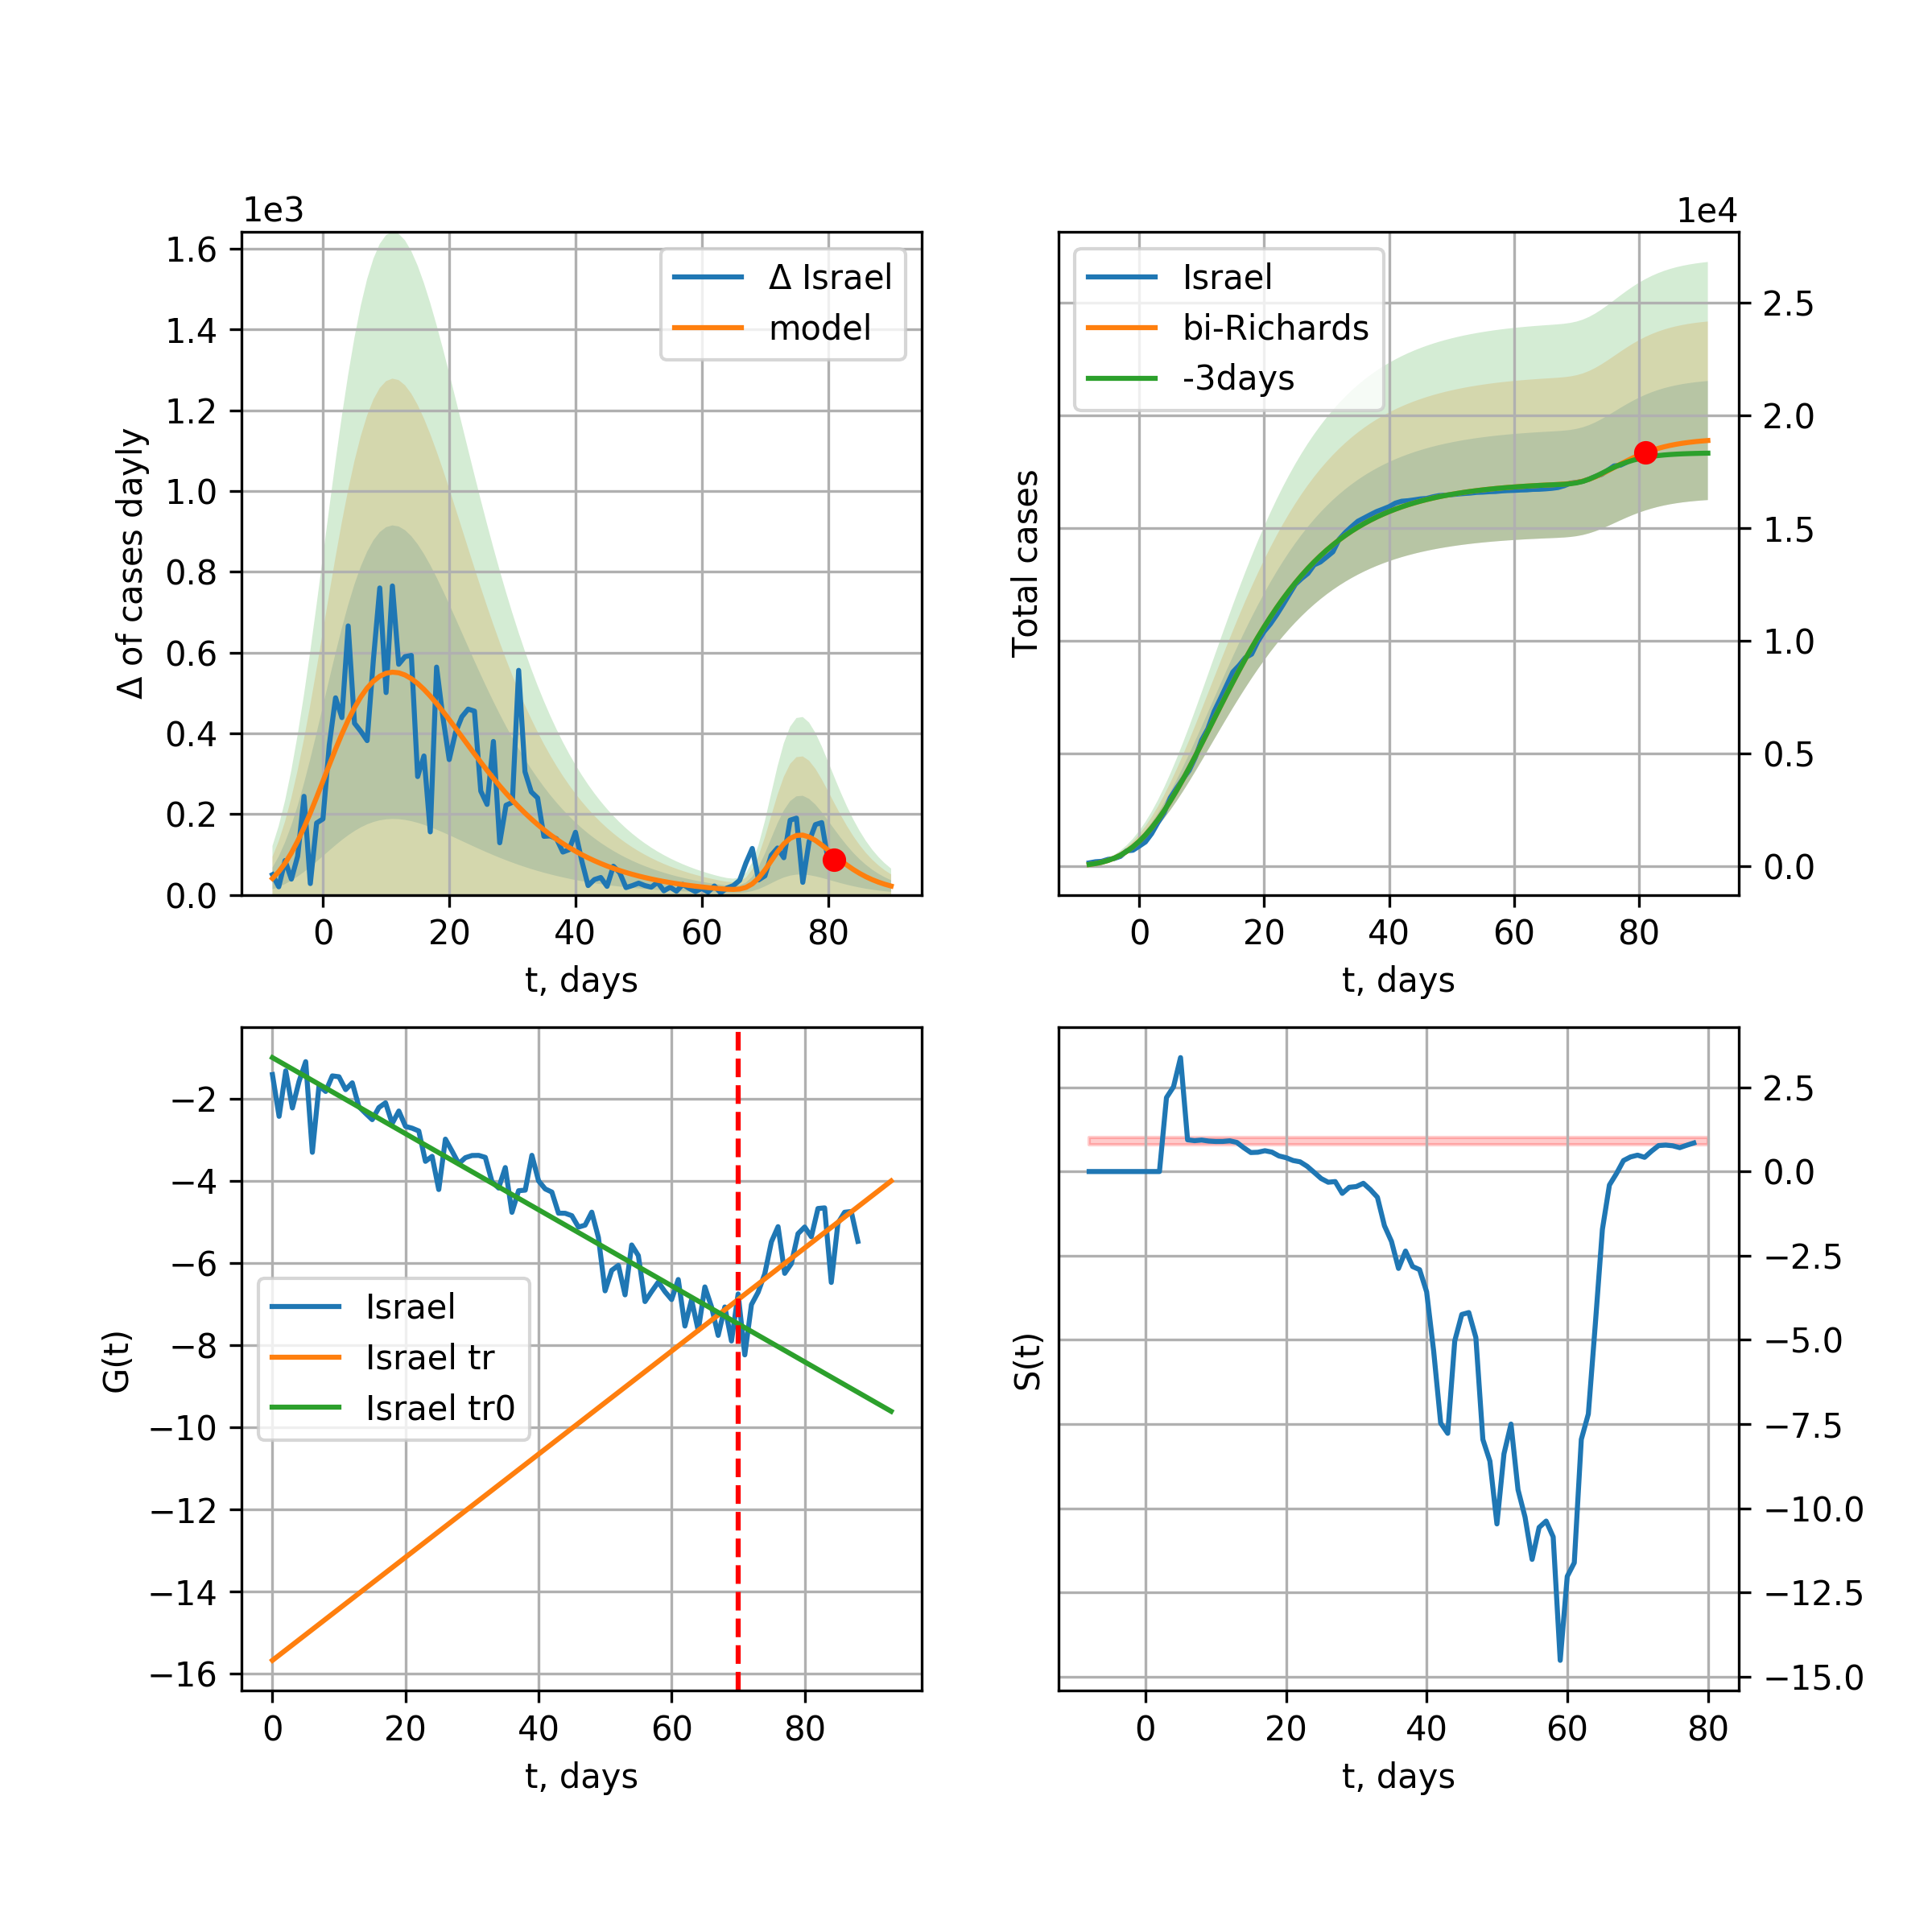 1e3
1.6
1.4
1.2
1.0
0.8
0.6
0.4
0.2
0.0
Δ of cases dayly
Δ Israel
model
0 20 40 60 80
t, days
1e4
Israel
bi-Richards
-3days
Total cases
2.5
2.0
1.5
1.0
0.5
0.0
0 20 40 60 80
t, days
−2
−4
−6
−8
−10
−12
−14
−16
G(t)
Israel
Israel tr
Israel tr0
0 20 40 60 80
t, days
S(t)
2.5
0.0
−2.5
−5.0
−7.5
−10.0
−12.5
−15.0
0 20 40 60 80
t, days